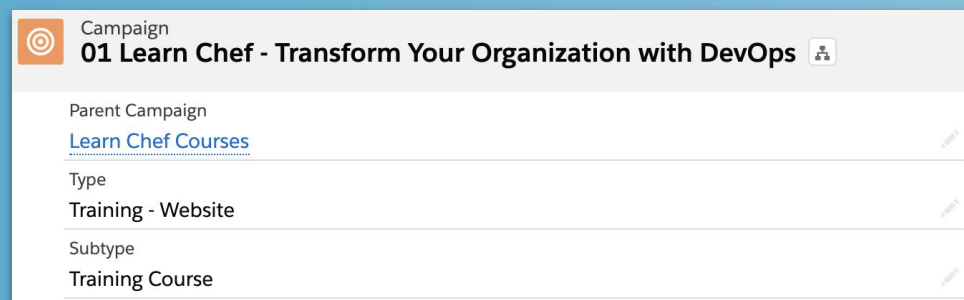 Campaign
01 Learn Chef - Transform Your Organization with DevOps
Parent Campaign
Learn Chef Courses
Type
Training - Website
Subtype
Training Course